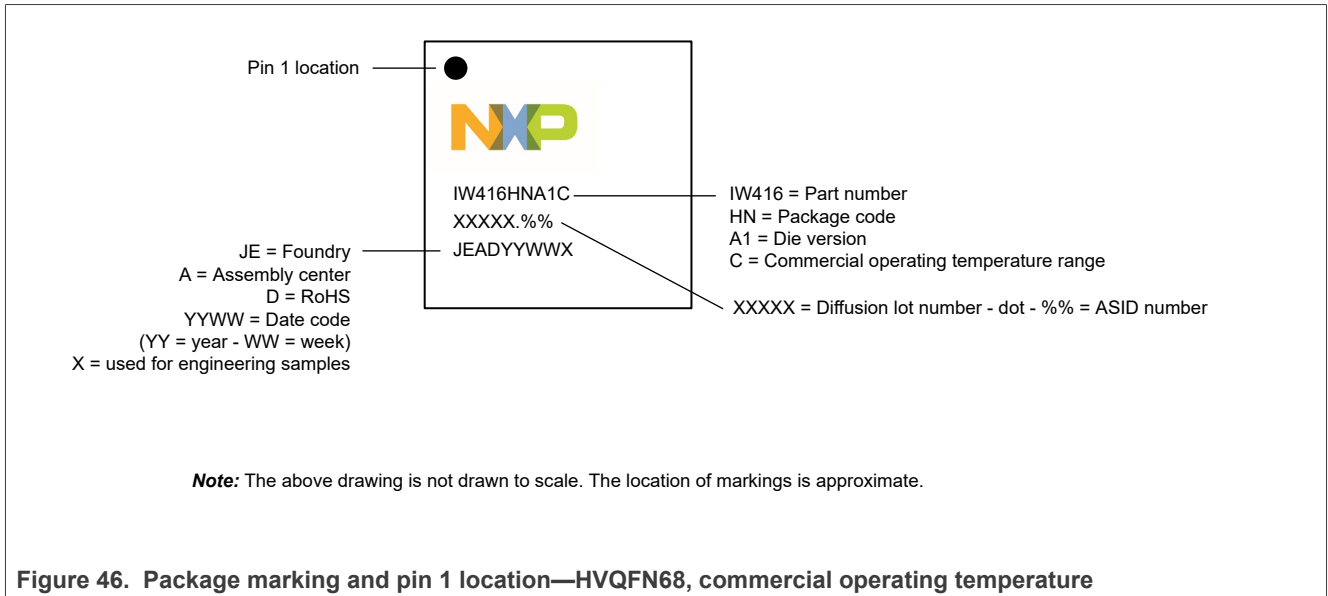 Pin 1 location
NXP
IW416HNA1C
XXXXX.%%
JEADYYWWX
IW416 = Part number
HN = Package code
A1 = Die version
C = Commercial operating temperature range
JE = Foundry
A = Assembly center
D = RoHS
YYWW = Date code
(YY = year - WW = week)
X = used for engineering samples
XXXXX = Diffusion lot number - dot - %% = ASID number
Note: The above drawing is not drawn to scale. The location of markings is approximate.
Figure 46. Package marking and pin 1 location—HVQFN68, commercial operating temperature